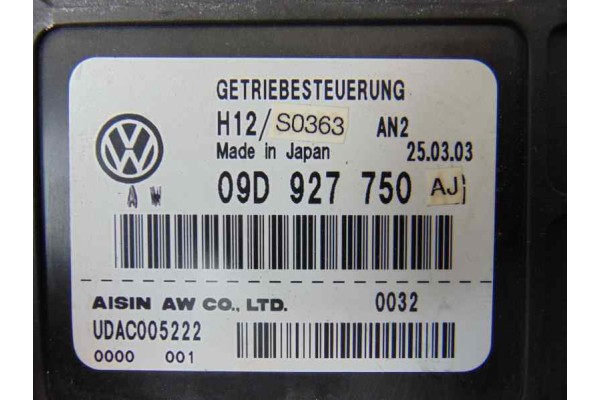 GETRIEBESTEUERUNG
H12/S0363 AN2
Made in Japan 25.03.03
A W 09D 927 750 AJ
AISIN AW CO., LTD. 0032
UDAC005222
0000 001